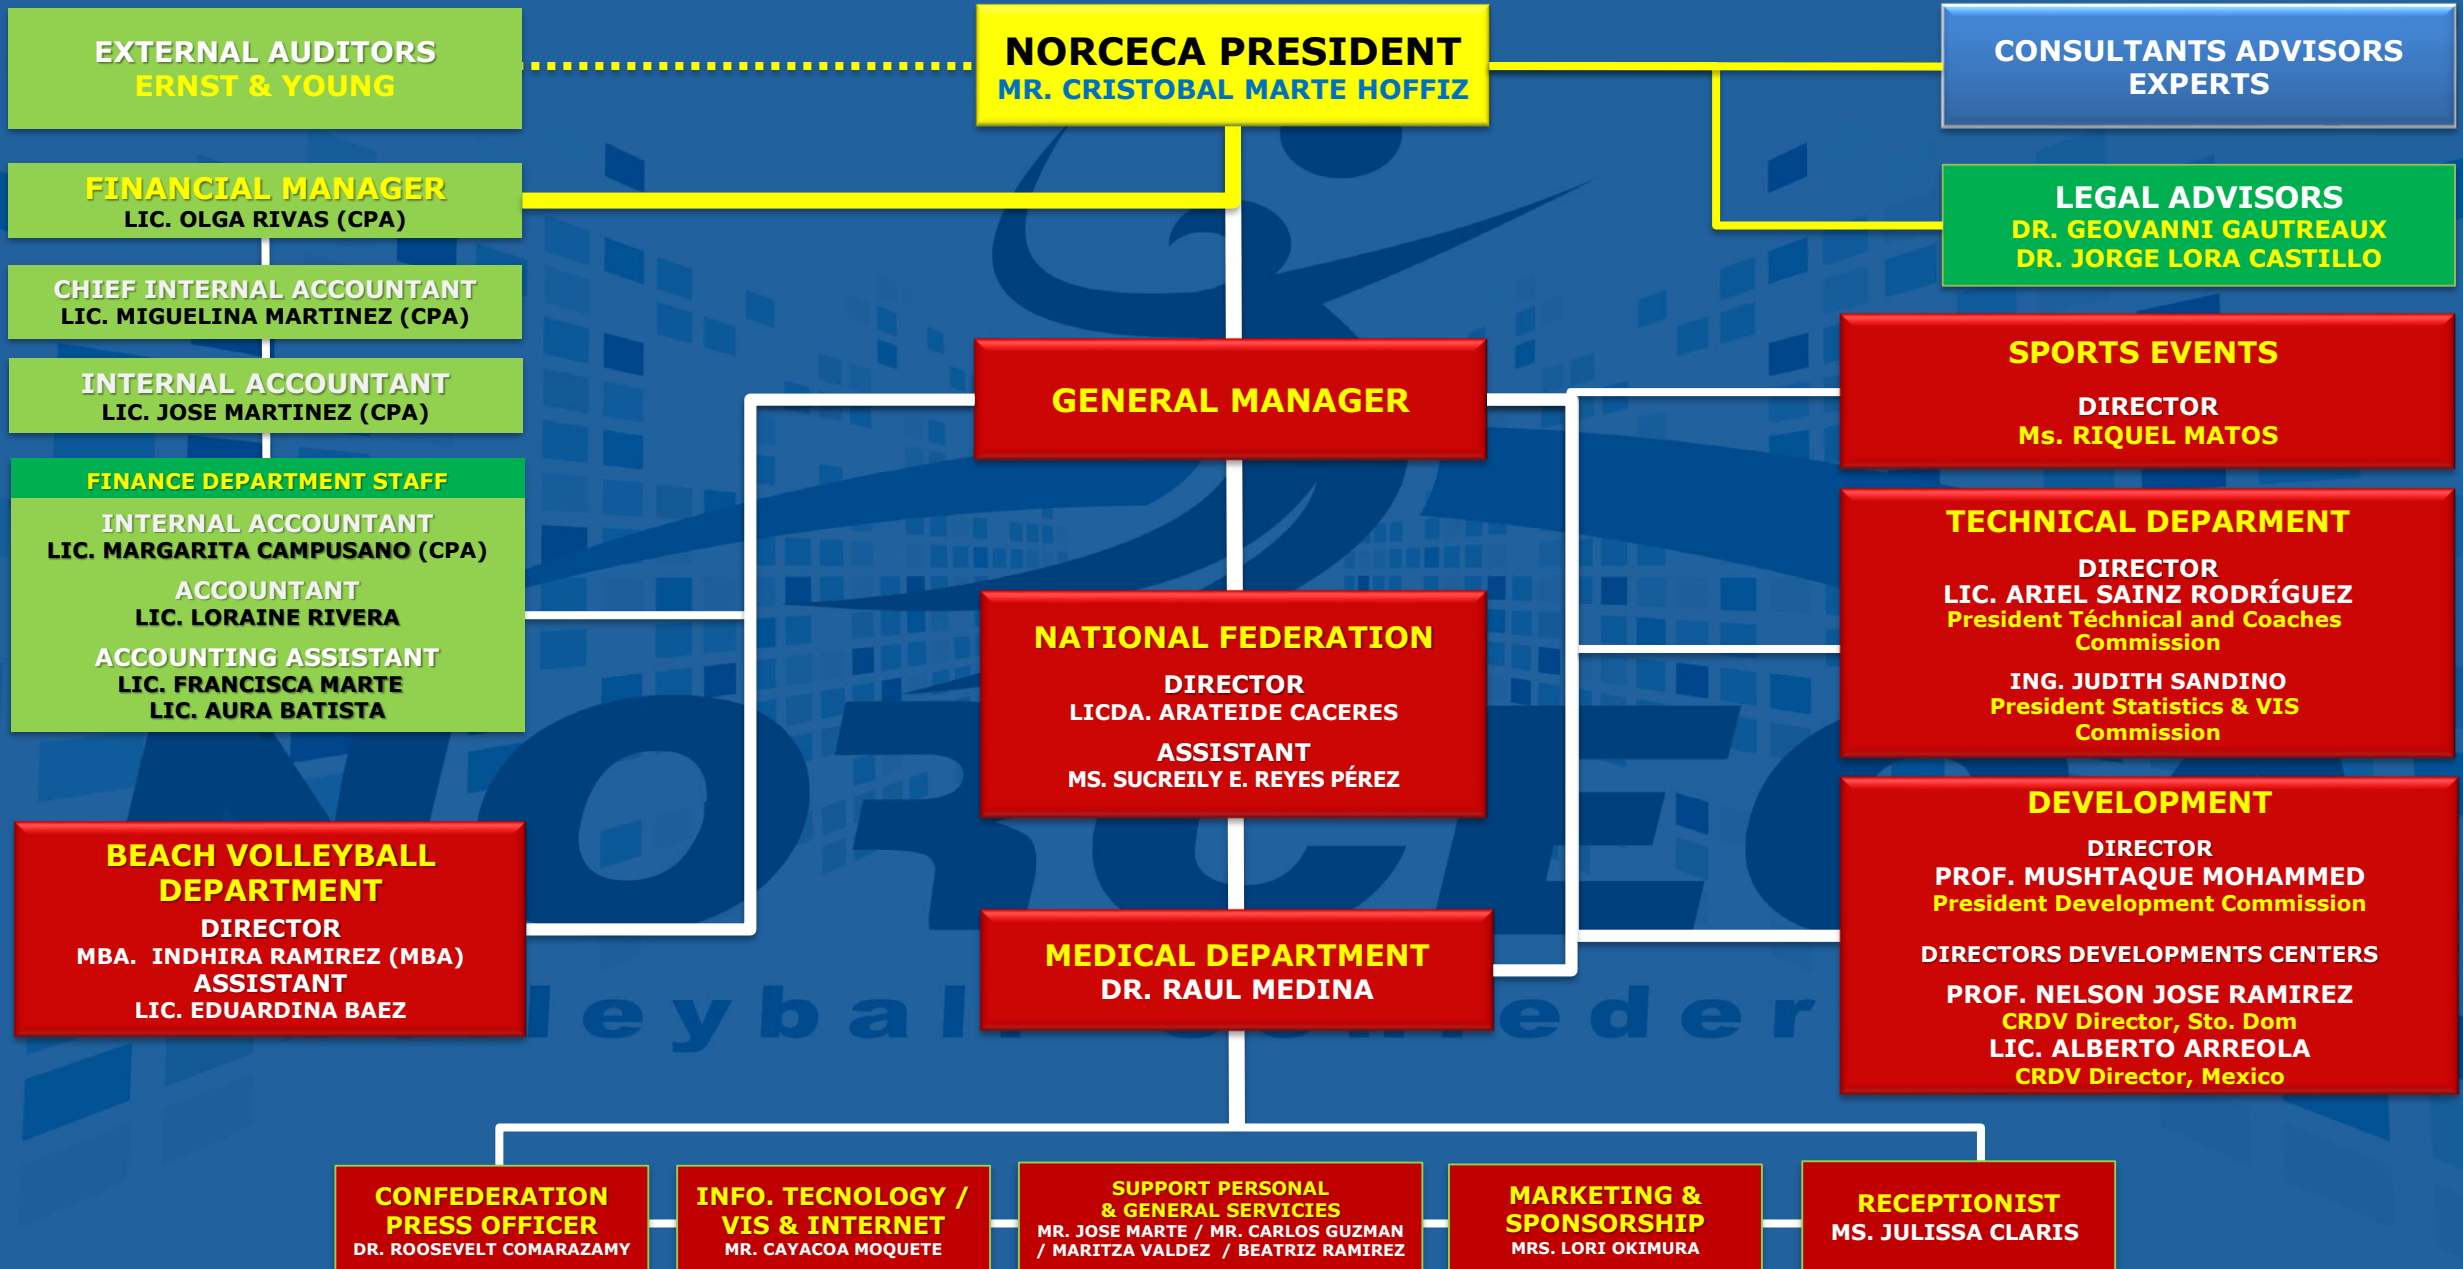 EXTERNAL AUDITORS
ERNST & YOUNG
NORCECA PRESIDENT
MR. CRISTOBAL MARTE HOFFIZ
CONSULTANTS ADVISORS
EXPERTS
FINANCIAL MANAGER
LIC. OLGA RIVAS (CPA)
LEGAL ADVISORS
DR. GEOVANNI GAUTREAUX
DR. JORGE LORA CASTILLO
CHIEF INTERNAL ACCOUNTANT
LIC. MIGUELINA MARTINEZ (CPA)
INTERNAL ACCOUNTANT
LIC. JOSE MARTINEZ (CPA)
GENERAL MANAGER
SPORTS EVENTS
DIRECTOR
Ms. RIQUEL MATOS
FINANCE DEPARTMENT STAFF
INTERNAL ACCOUNTANT
LIC. MARGARITA CAMPUSANO (CPA)
ACCOUNTANT
LIC. LORAINE RIVERA
ACCOUNTING ASSISTANT
LIC. FRANCISCA MARTE
LIC. AURA BATISTA
NATIONAL FEDERATION
DIRECTOR
LICDA. ARATEIDE CACERES
ASSISTANT
MS. SUCREILY E. REYES PÉREZ
TECHNICAL DEPARMENT
DIRECTOR
LIC. ARIEL SAINZ RODRÍGUEZ
President Téchnical and Coaches
Commission
ING. JUDITH SANDINO
President Statistics & VIS
Commission
BEACH VOLLEYBALL
DEPARTMENT
DIRECTOR
MBA. INDHIRA RAMIREZ (MBA)
ASSISTANT
LIC. EDUARDINA BAEZ
MEDICAL DEPARTMENT
DR. RAUL MEDINA
DEVELOPMENT
DIRECTOR
PROF. MUSHTAQUE MOHAMMED
President Development Commission
DIRECTORS DEVELOPMENTS CENTERS
PROF. NELSON JOSE RAMIREZ
CRDV Director, Sto. Dom
LIC. ALBERTO ARREOLA
CRDV Director, Mexico
CONFEDERATION
PRESS OFFICER
DR. ROOSEVELT COMARAZAMY
INFO. TECNOLOGY /
VIS & INTERNET
MR. CAYACOA MOQUETE
SUPPORT PERSONAL
& GENERAL SERVICIES
MR. JOSE MARTE / MR. CARLOS GUZMAN
/ MARITZA VALDEZ / BEATRIZ RAMIREZ
MARKETING &
SPONSORSHIP
MRS. LORI OKIMURA
RECEPTIONIST
MS. JULISSA CLARIS